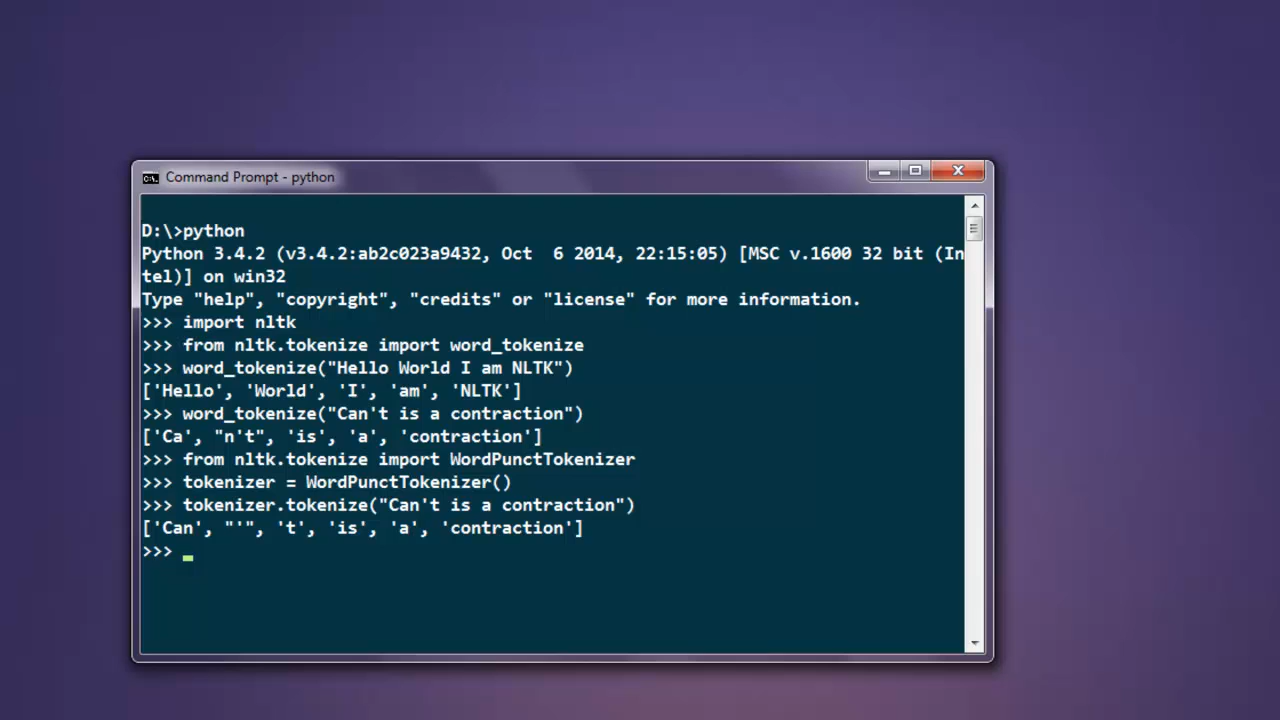 Command Prompt - python
D:\>python
Python 3.4.2 (v3.4.2:ab2c023a9432, Oct  6 2014, 22:15:05) [MSC v.1600 32 bit (In
tel)] on win32
Type "help", "copyright", "credits" or "license" for more information.
>>> import nltk
>>> from nltk.tokenize import word_tokenize
>>> word_tokenize("Hello World I am NLTK")
['Hello', 'World', 'I', 'am', 'NLTK']
>>> word_tokenize("Can't is a contraction")
['Ca', "n't", 'is', 'a', 'contraction']
>>> from nltk.tokenize import WordPunctTokenizer
>>> tokenizer = WordPunctTokenizer()
>>> tokenizer.tokenize("Can't is a contraction")
['Can', "'", 't', 'is', 'a', 'contraction']
>>>